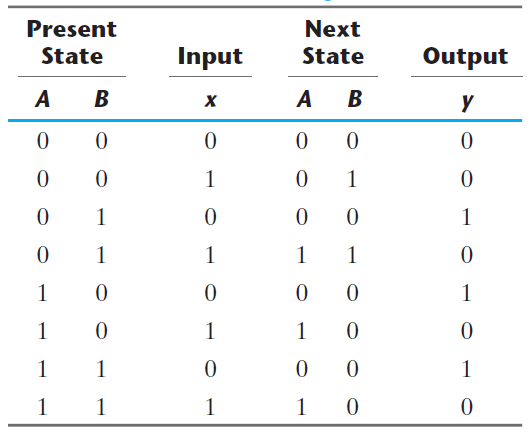 Present Next
State Input State Output
A B x A B y
0 0 0 0 0 0
0 0 1 0 1 0
0 1 0 0 0 1
0 1 1 1 1 0
1 0 0 0 0 1
1 0 1 1 0 0
1 1 0 0 0 1
1 1 1 1 0 0